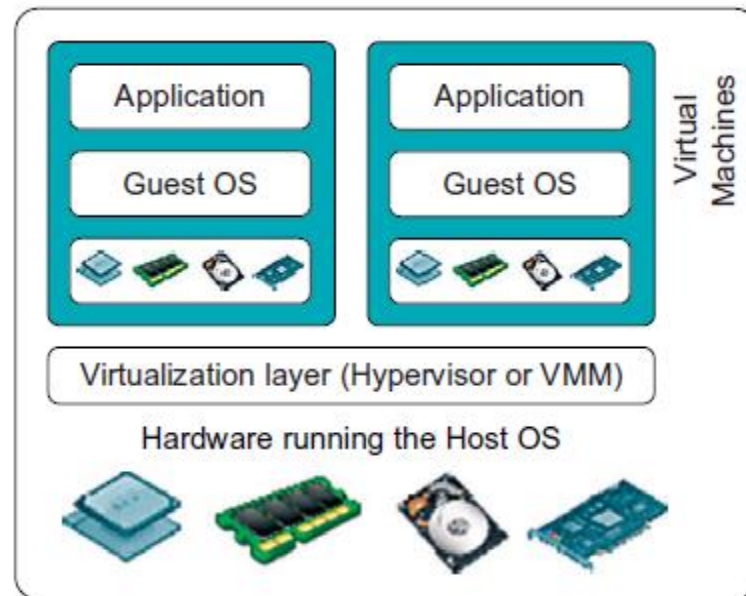 Application
Guest OS
Application
Guest OS
Virtual
Machines
Virtualization layer (Hypervisor or VMM)
Hardware running the Host OS